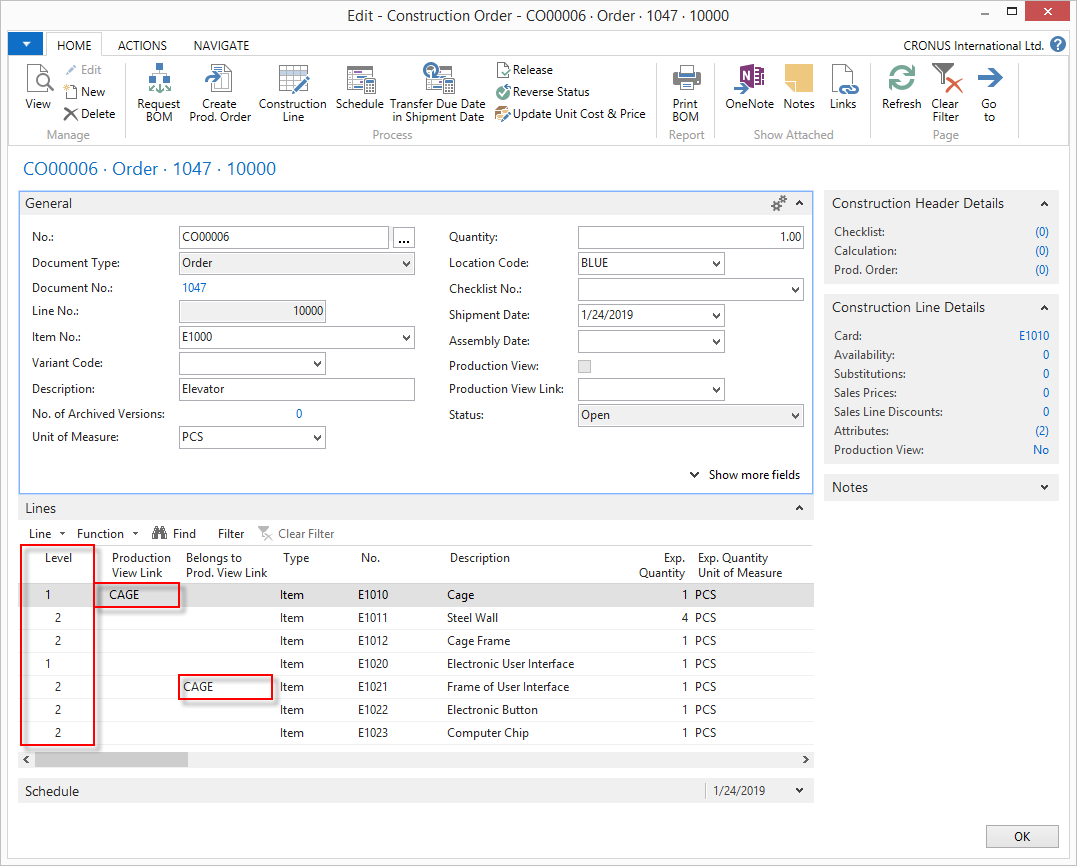 Edit - Construction Order - CO00006 · Order · 1047 · 10000
HOME ACTIONS NAVIGATE CRONUS International Ltd. ?
View Edit New Delete
Request BOM Create Prod. Order Construction Line Schedule Transfer Due Date in Shipment Date Release Reverse Status Update Unit Cost & Price
Print BOM
OneNote Notes Links
Refresh Clear Filter Go to
Manage Process Report Show Attached Page
CO00006 · Order · 1047 · 10000
General
No.: CO00006 ...
Document Type: Order
Document No.: 1047
Line No.: 10000
Item No.: E1000
Variant Code:
Description: Elevator
No. of Archived Versions: 0
Unit of Measure: PCS
Quantity: 1.00
Location Code: BLUE
Checklist No.:
Shipment Date: 1/24/2019
Assembly Date:
Production View:
Production View Link:
Status: Open
Show more fields
Construction Header Details
Checklist: (0)
Calculation: (0)
Prod. Order: (0)
Construction Line Details
Card: E1010
Availability: 0
Substitutions: 0
Sales Prices: 0
Sales Line Discounts: 0
Attributes: (2)
Production View: No
Notes
Lines
Line Function Find Filter Clear Filter
Level Production View Link Belongs to Prod. View Link Type No. Description Exp. Quantity Exp. Quantity Unit of Measure
1 CAGE Item E1010 Cage 1 PCS
2 Item E1011 Steel Wall 4 PCS
2 Item E1012 Cage Frame 1 PCS
1 Item E1020 Electronic User Interface 1 PCS
2 CAGE Item E1021 Frame of User Interface 1 PCS
2 Item E1022 Electronic Button 1 PCS
2 Item E1023 Computer Chip 1 PCS
Schedule 1/24/2019
OK